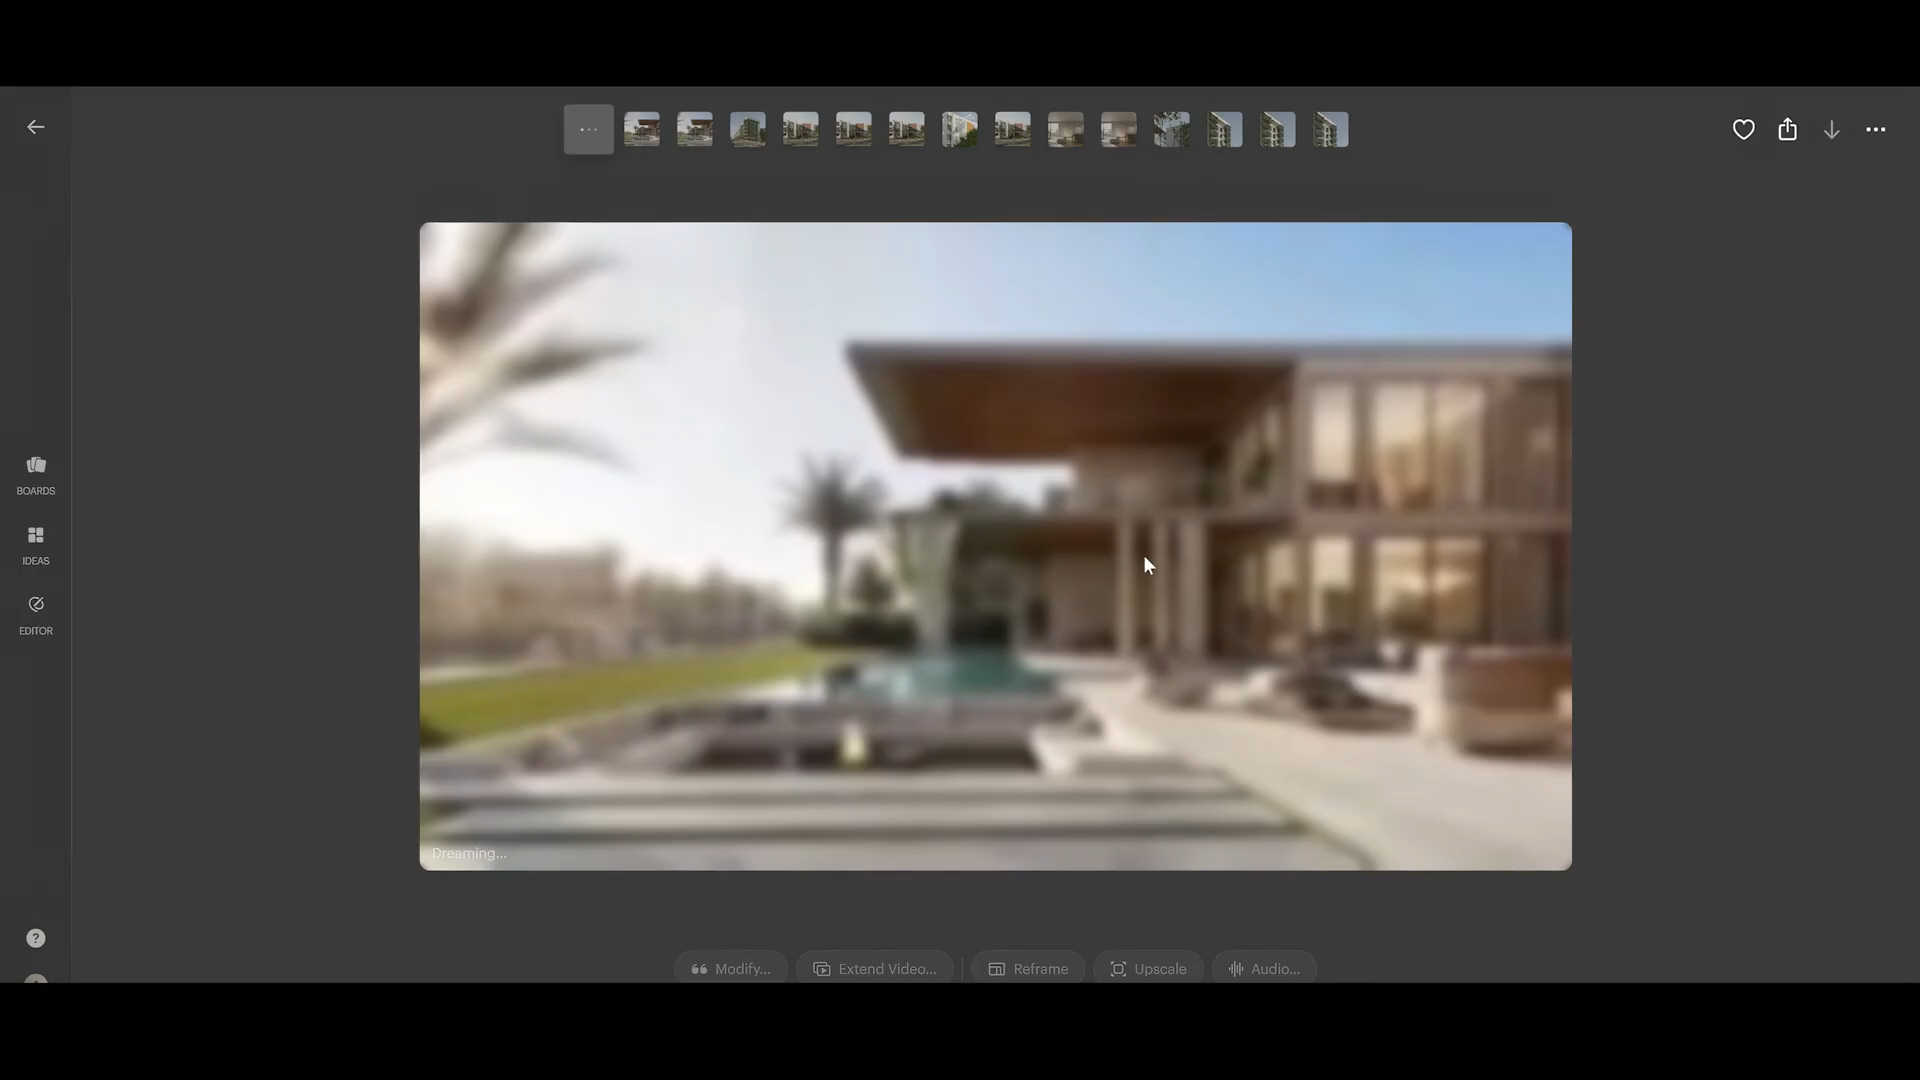 BOARDS
IDEAS
EDITOR
Dreaming...
?
Modify... Extend Video... Reframe Upscale Audio...